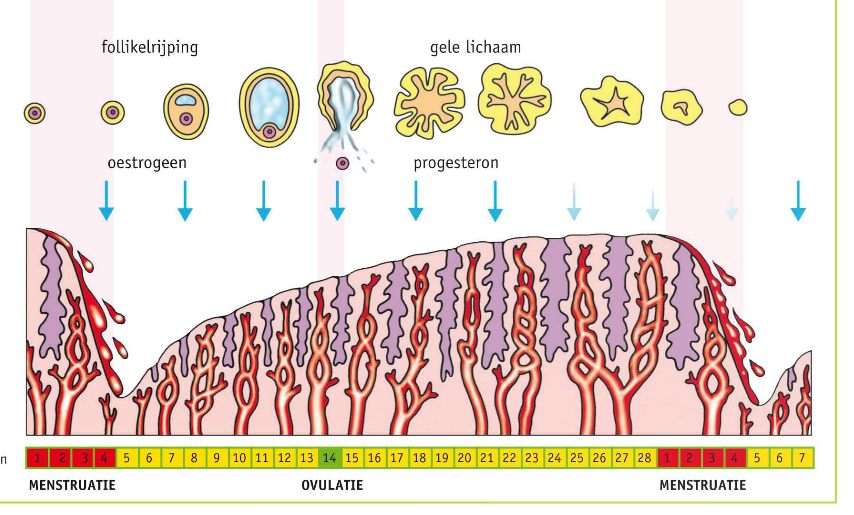 follikelrijping gele lichaam
oestrogeen progesteron
n 1 2 3 4 5 6 7 8 9 10 11 12 13 14 15 16 17 18 19 20 21 22 23 24 25 26 27 28 1 2 3 4 5 6 7
MENSTRUATIE OVULATIE MENSTRUATIE